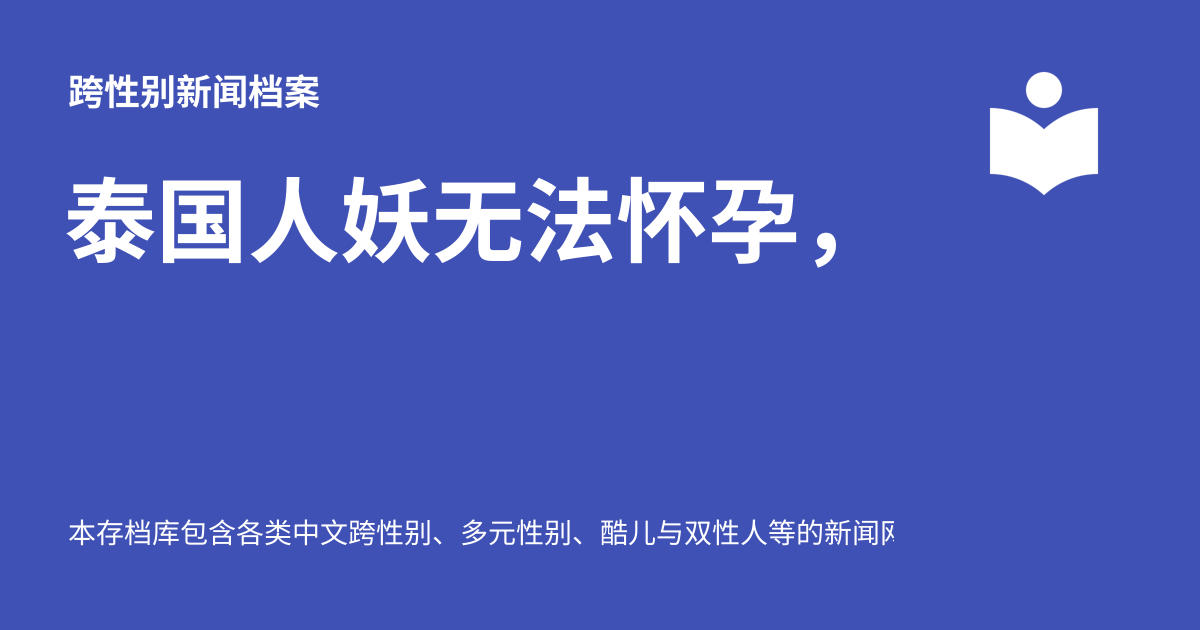 跨性别新闻档案
泰国人妖无法怀孕，
本存档库包含各类中文跨性别、多元性别、酷儿与双性人等的新闻